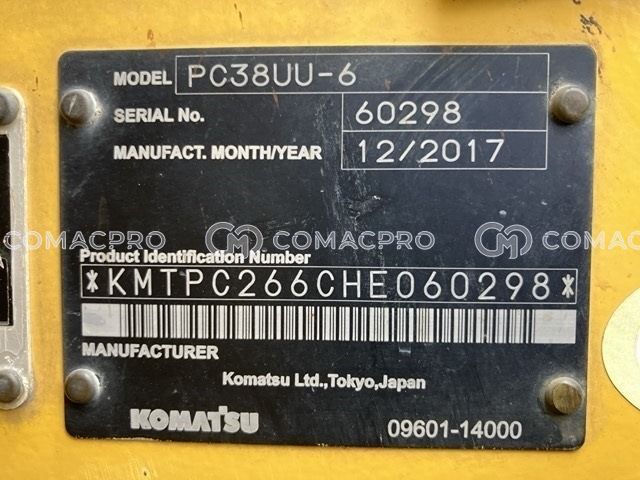 MODEL PC38UU-6
SERIAL No. 60298
MANUFACT. MONTH/YEAR 12/2017
COMACPRO COMACPRO COMACPRO
Product Identification Number
*KMTPC266CHE060298*
MANUFACTURER
Komatsu Ltd.,Tokyo,Japan
KOMATSU 09601-14000